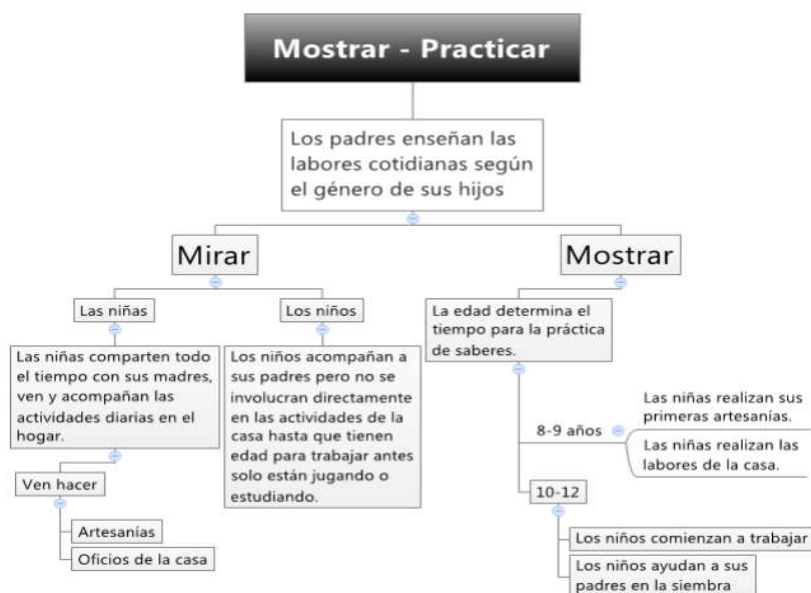 Mostrar - Practicar
Los padres enseñan las
labores cotidianas según
el género de sus hijos
Mirar
Mostrar
Las niñas
Los niños
La edad determina el
tiempo para la práctica
de saberes.
Las niñas comparten todo
el tiempo con sus madres,
ven y acompañan las
actividades diarias en el
hogar.
Los niños acompañan a
sus padres pero no se
involucran directamente
en las actividades de la
casa hasta que tienen
edad para trabajar antes
solo están jugando o
estudiando.
8-9 años
Las niñas realizan sus
primeras artesanías.
Las niñas realizan las
labores de la casa.
Ven hacer
Artesanías
Oficios de la casa
10-12
Los niños comienzan a trabajar
Los niños ayudan a sus
padres en la siembra